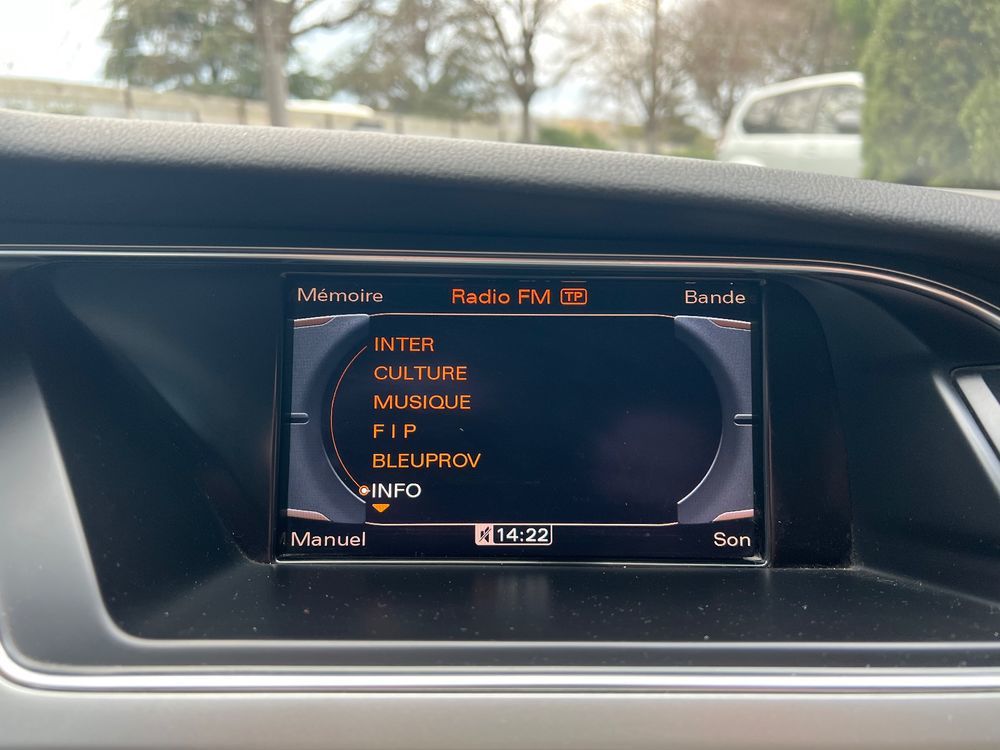 Mémoire Radio FM TP Bande
INTER
CULTURE
MUSIQUE
F I P
BLEUPROV
INFO
Manuel 14:22 Son